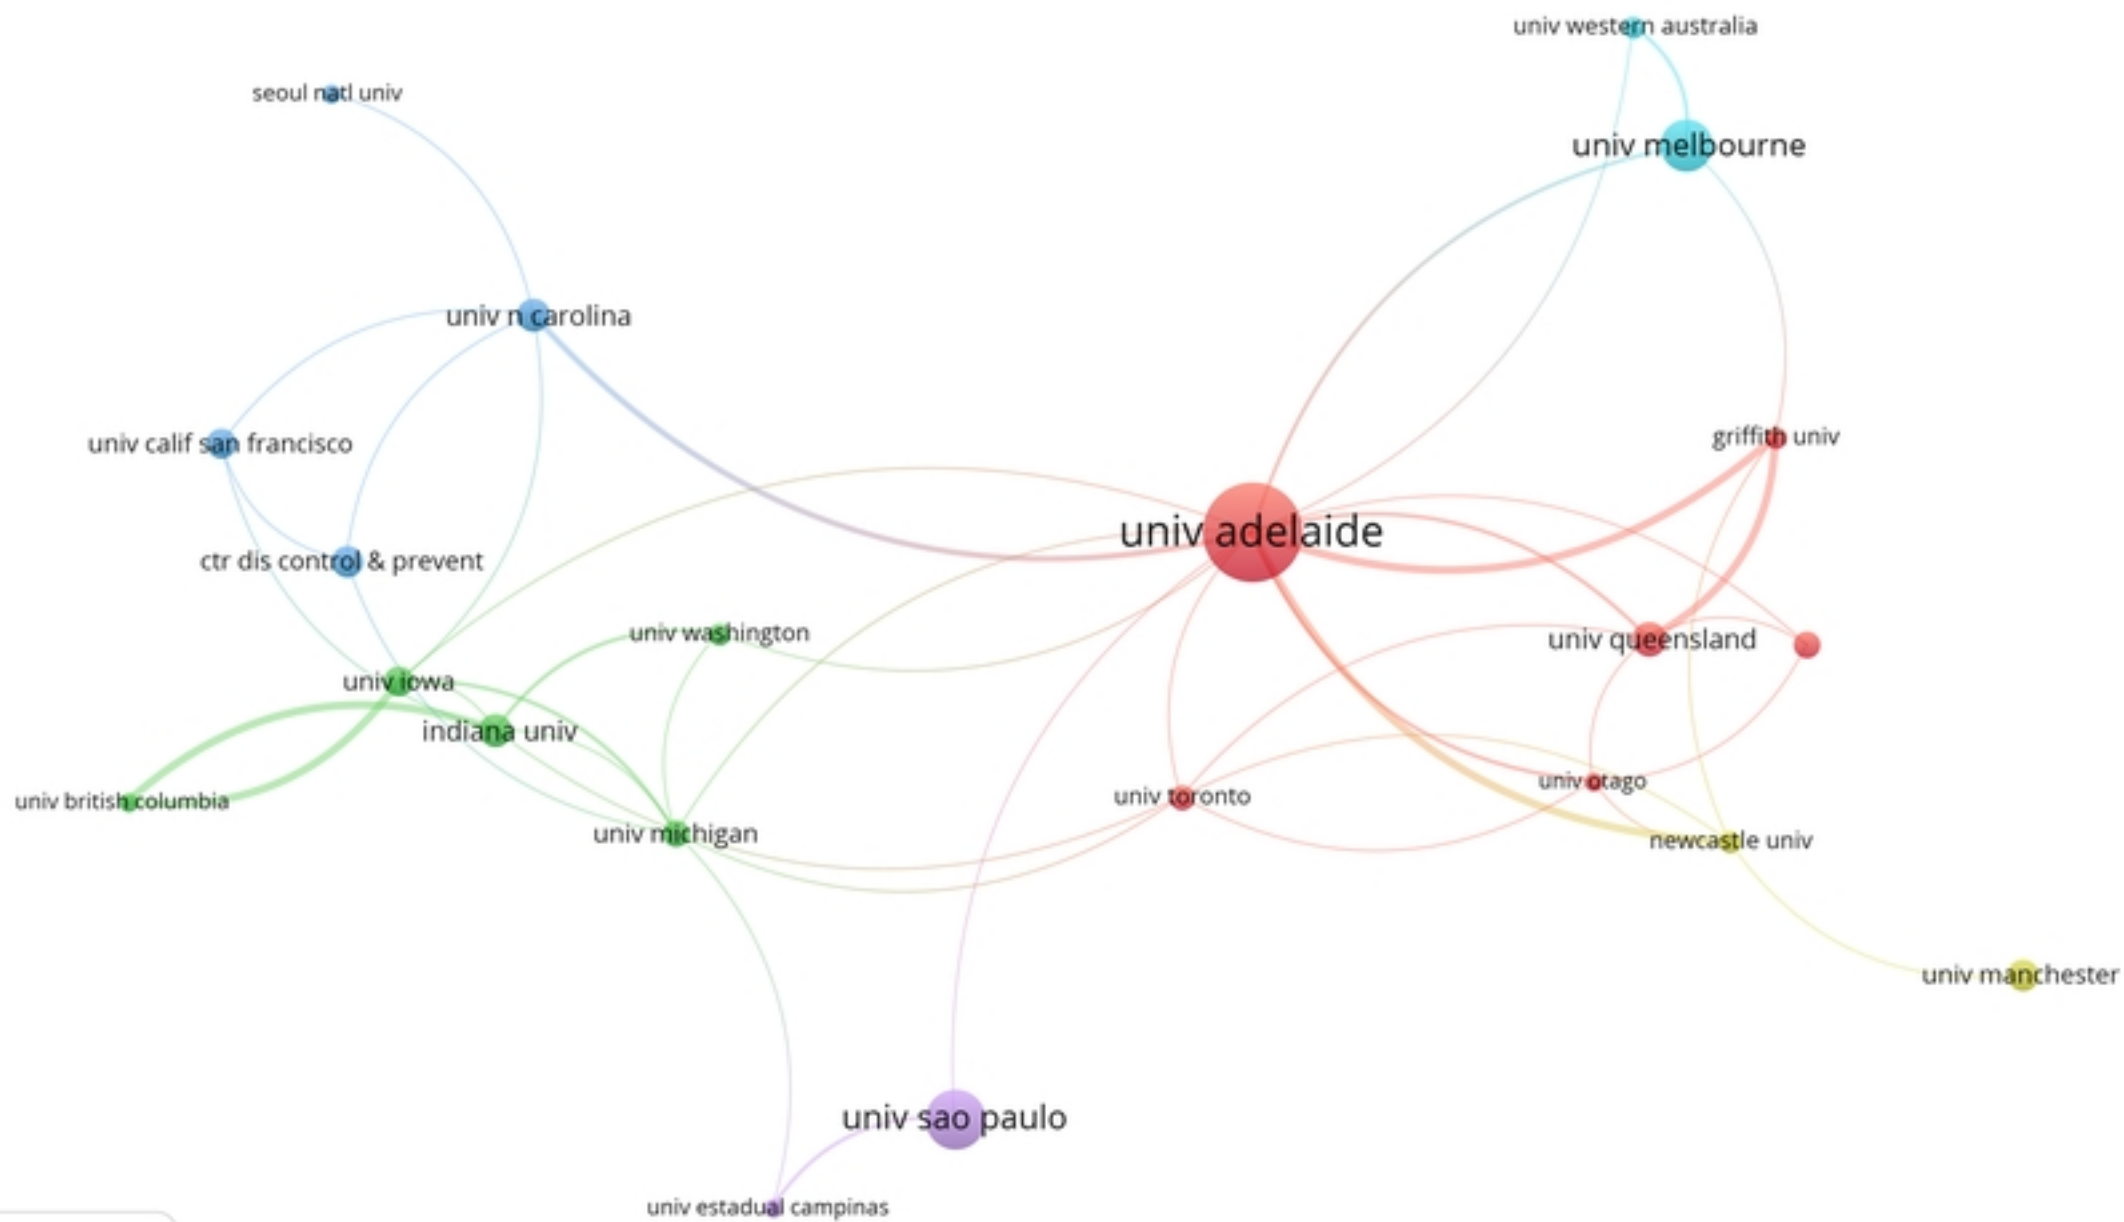 univ western australia
seoul natl univ
univ melbourne
univ n carolina
griffith univ
univ calif san francisco
univ adelaide
ctr dis control & prevent
univ washington
univ queensland
univ iowa
indiana univ
univ otago
univ toronto
univ british columbia
univ michigan
newcastle univ
univ manchester
univ sao paulo
univ estadual campinas